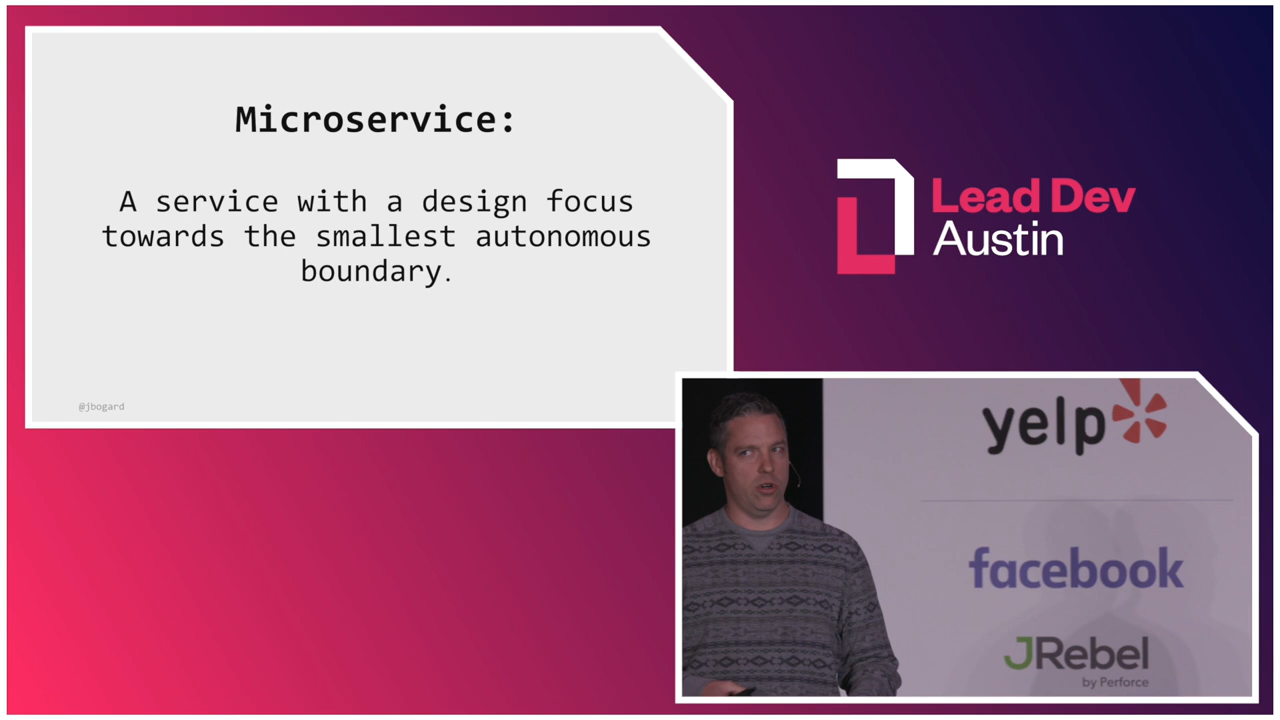 Microservice:
A service with a design focus
towards the smallest autonomous
boundary.
@jbogard
Lead Dev
Austin
yelp
facebook
JRebel
by Perforce